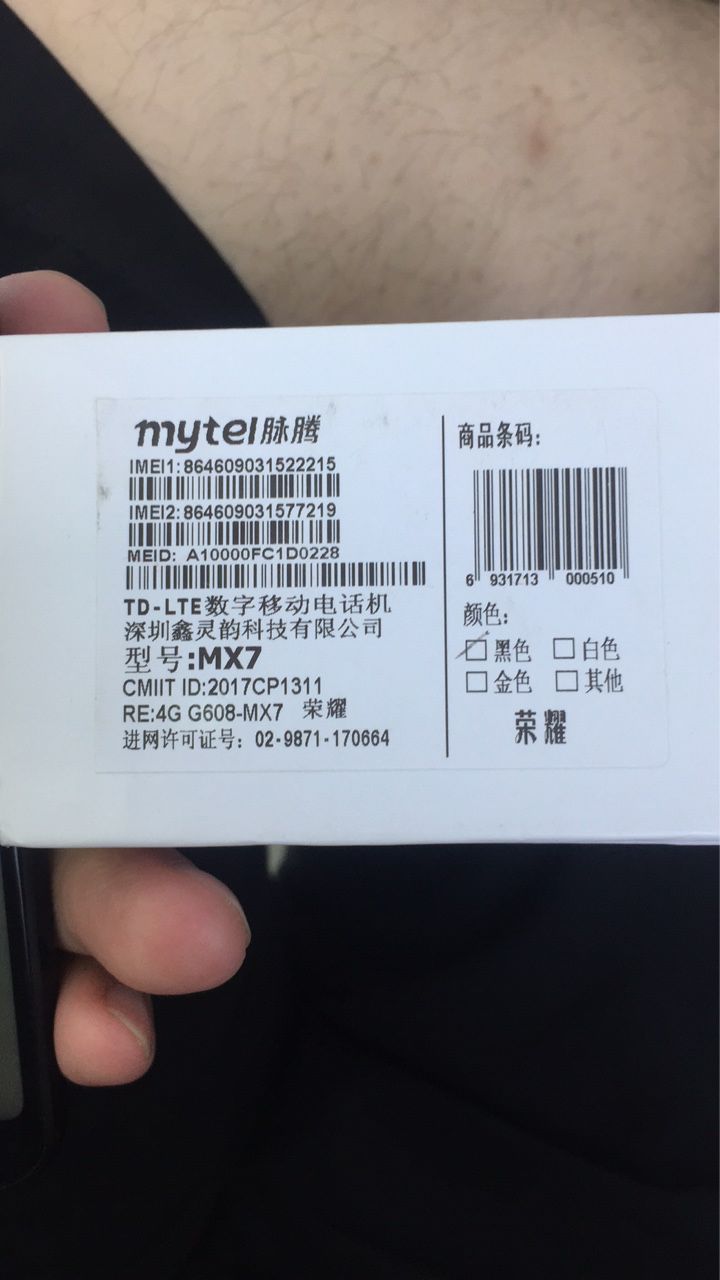 mytel脉腾
IMEI1:864609031522215
IMEI2:864609031577219
MEID: A10000FC1D0228
TD-LTE数字移动电话机
深圳鑫灵韵科技有限公司
型号:MX7
CMIIT ID:2017CP1311
RE:4G G608-MX7 荣耀
进网许可证号: 02-9871-170664
商品条码:
6 931713 000510
颜色:
黑色 白色
金色 其他
荣耀